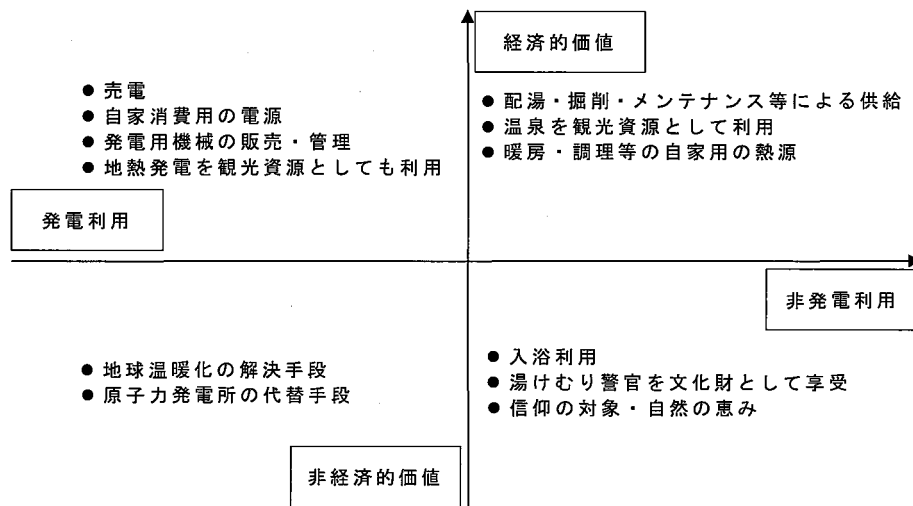 経済的価値
● 売電
● 自家消費用の電源
● 発電用機械の販売・管理
● 地熱発電を観光資源としても利用
● 配湯・掘削・メンテナンス等による供給
● 温泉を観光資源として利用
● 暖房・調理等の自家用の熱源
発電利用
非発電利用
● 地球温暖化の解決手段
● 原子力発電所の代替手段
● 入浴利用
● 湯けむり警官を文化財として享受
● 信仰の対象・自然の恵み
非経済的価値